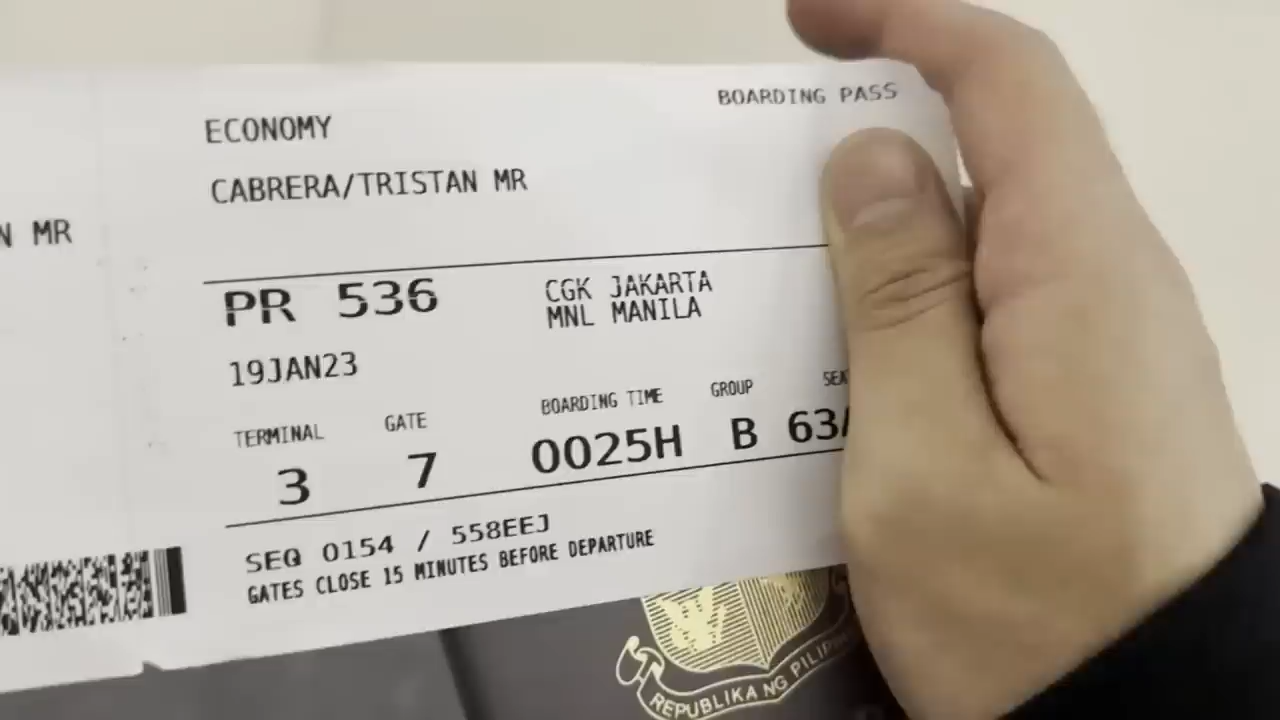 ECONOMY
BOARDING PASS
CABRERA/TRISTAN MR
N MR
PR 536
CGK JAKARTA
MNL MANILA
19JAN23
TERMINAL GATE BOARDING TIME GROUP
3 7 0025H B 63
SEQ 0154 / 558EEJ
GATES CLOSE 15 MINUTES BEFORE DEPARTURE
REPUBLIKA NG